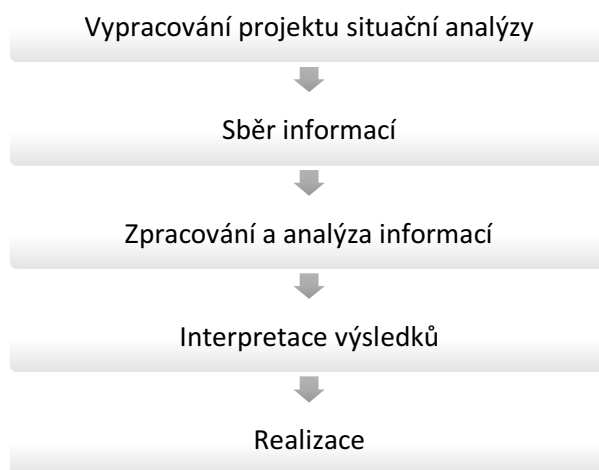 Vypracování projektu situační analýzy
Sběr informací
Zpracování a analýza informací
Interpretace výsledků
Realizace